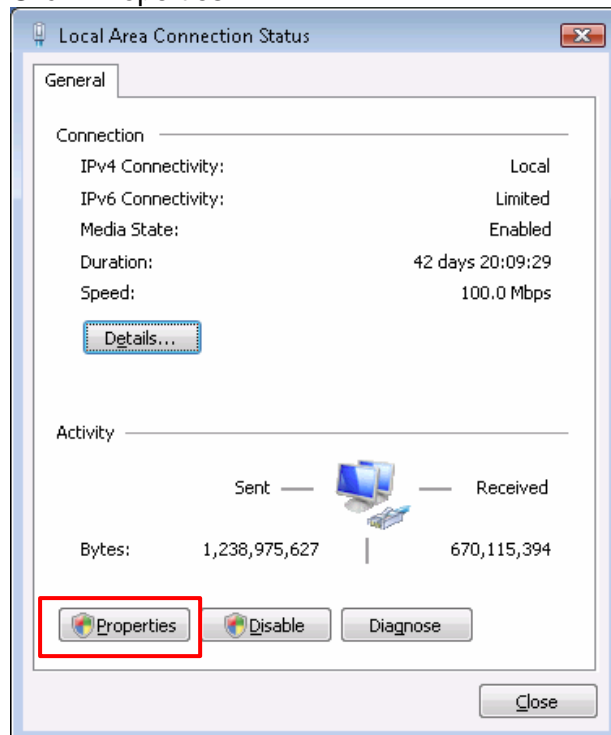 Local Area Connection Status
General
Connection
IPv4 Connectivity: Local
IPv6 Connectivity: Limited
Media State: Enabled
Duration: 42 days 20:09:29
Speed: 100.0 Mbps
Details...
Activity
Sent Received
Bytes: 1,238,975,627 670,115,394
Properties Disable Diagnose
Close